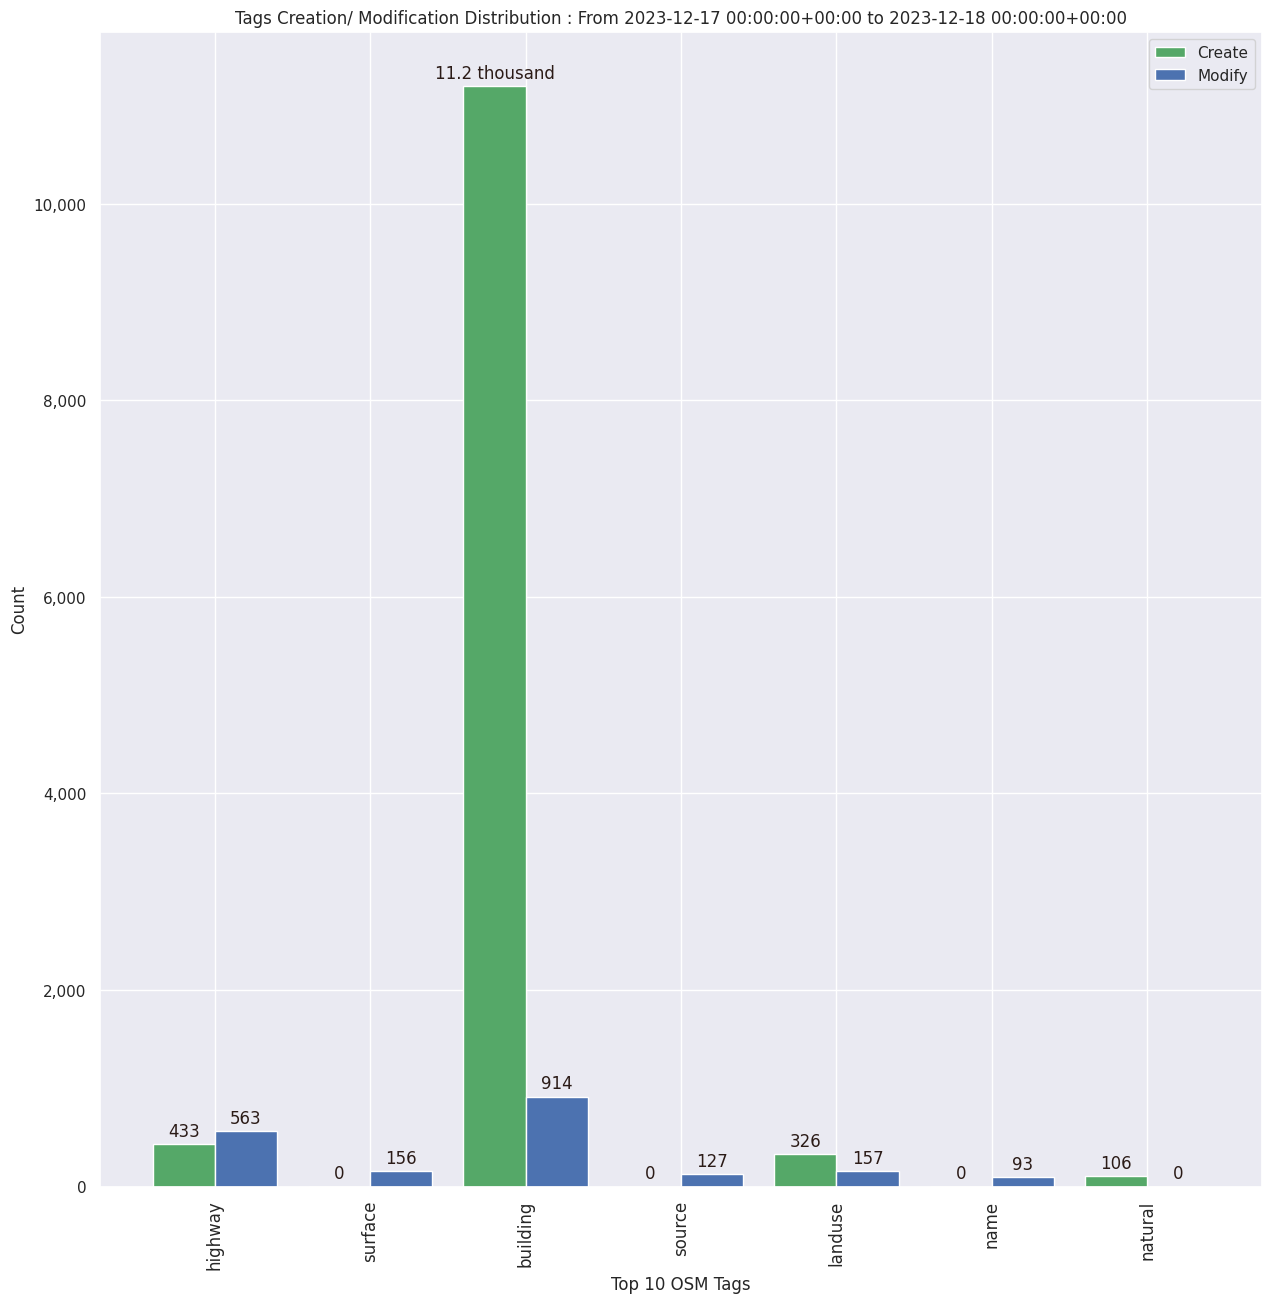 Tags Creation/ Modification Distribution : From 2023-12-17 00:00:00+00:00 to 2023-12-18 00:00:00+00:00
Create
Modify
11.2 thousand
10,000
8,000
6,000
4,000
2,000
0
Count
433
563
0
156
914
0
127
326
157
0
93
106
0
highway
surface
building
source
landuse
name
natural
Top 10 OSM Tags